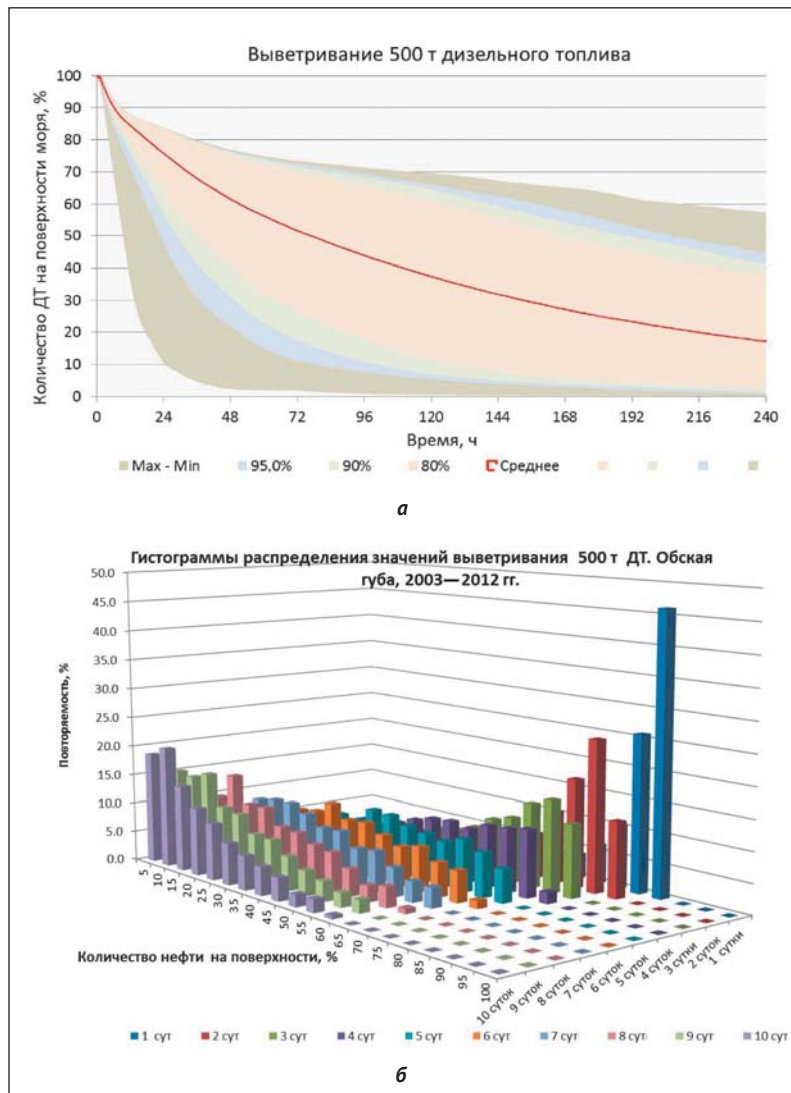 Выветривание 500 т дизельного топлива
Количество ДТ на поверхности моря, %
100
90
80
70
60
50
40
30
20
10
0
0 24 48 72 96 120 144 168 192 216 240
Время, ч
Max - Min 95,0% 90% 80% Среднее
а
Гистограммы распределения значений выветривания 500 т ДТ. Обская
губа, 2003—2012 гг.
Повторяемость, %
50.0
45.0
40.0
35.0
30.0
25.0
20.0
15.0
10.0
5.0
0.0
5 10 15 20 25 30 35 40 45 50 55 60 65 70 75 80 85 90 95 100
Количество нефти на поверхности, %
10 суток
9 суток
8 суток
7 суток
6 суток
5 суток
4 суток
3 сутки
2 суток
1 сутки
1 сут 2 сут 3 сут 4 сут 5 сут 6 сут 7 сут 8 сут 9 сут 10 сут
б